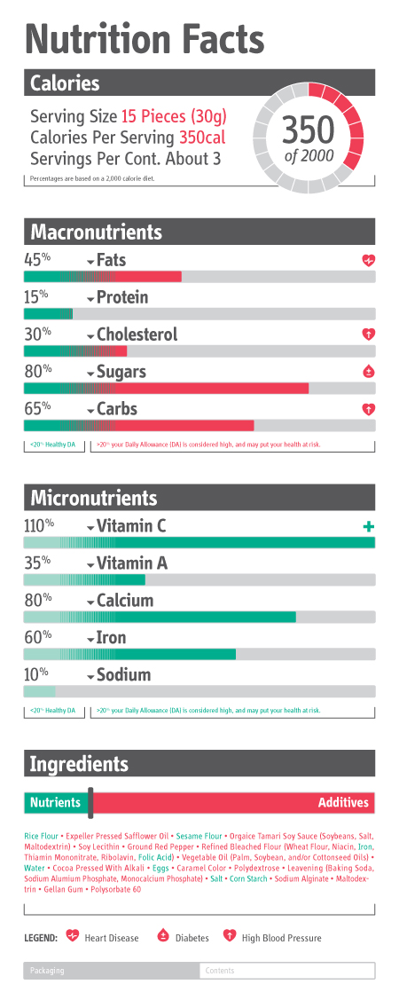 Nutrition Facts
Calories
Serving Size 15 Pieces (30g)
Calories Per Serving 350cal
Servings Per Cont. About 3
Percentages are based on a 2,000 calorie diet.
350
of 2000
Macronutrients
45% Fats
15% Protein
30% Cholesterol
80% Sugars
65% Carbs
<20% Healthy DA >20% your Daily Allowance (DA) is considered high, and may put your health at risk.
Micronutrients
110% Vitamin C
35% Vitamin A
80% Calcium
60% Iron
10% Sodium
<20% Healthy DA >20% your Daily Allowance (DA) is considered high, and may put your health at risk.
Ingredients
Nutrients Additives
Rice Flour • Expeller Pressed Safflower Oil • Sesame Flour • Orgaice Tamari Soy Sauce (Soybeans, Salt,
Maltodextrin) • Soy Lecithin • Ground Red Pepper • Refined Bleached Flour (Wheat Flour, Niacin, Iron,
Thiamin Mononitrate, Ribolavin, Folic Acid) • Vegetable Oil (Palm, Soybean, and/or Cottonseed Oils) •
Water • Cocoa Pressed With Alkali • Eggs • Caramel Color • Polydextrose • Leavening (Baking Soda,
Sodium Alumium Phosphate, Monocalcium Phosphate) • Salt • Corn Starch • Sodium Alginate • Maltodex-
trin • Gellan Gum • Polysorbate 60
LEGEND: Heart Disease Diabetes High Blood Pressure
Packaging Contents